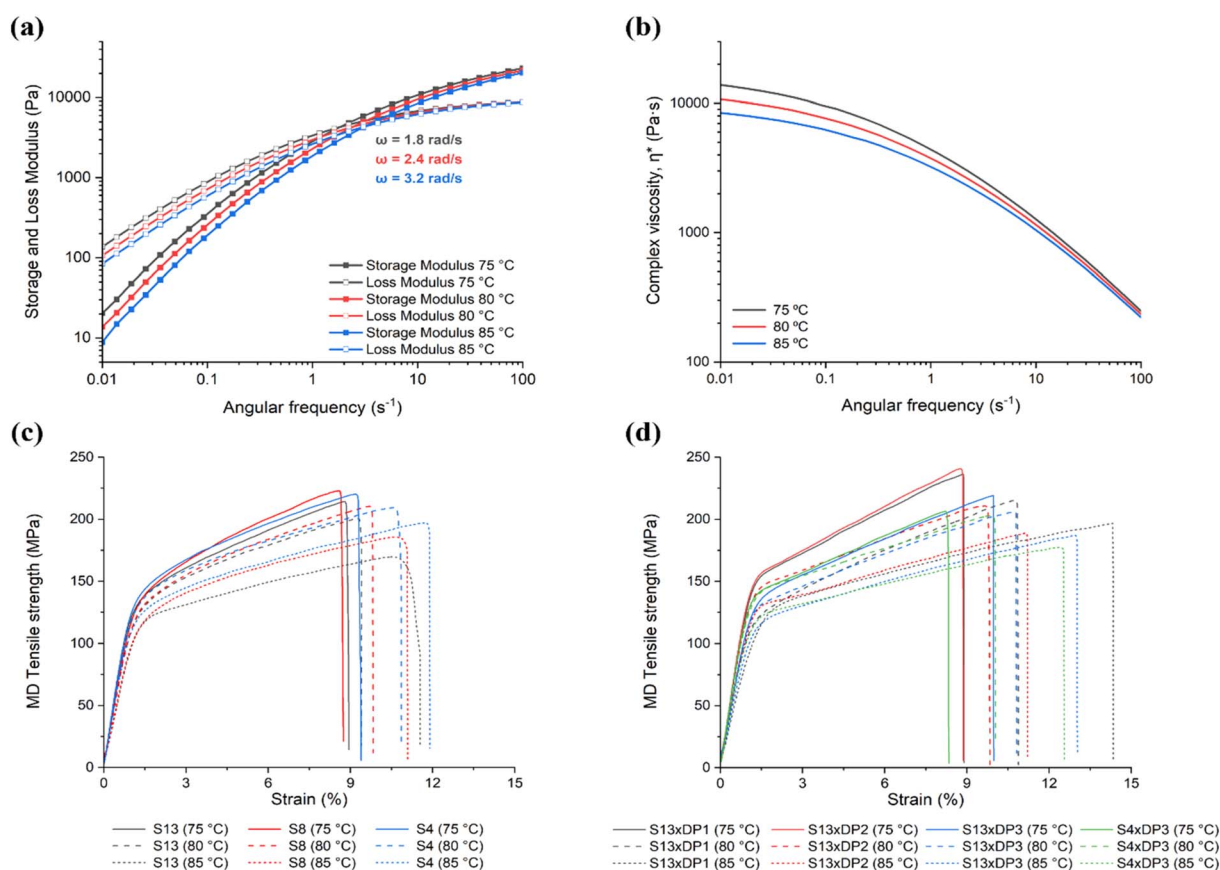 (a)
Storage and Loss Modulus (Pa)
10000
1000
100
10
ω = 1.8 rad/s
ω = 2.4 rad/s
ω = 3.2 rad/s
Storage Modulus 75 °C
Loss Modulus 75 °C
Storage Modulus 80 °C
Loss Modulus 80 °C
Storage Modulus 85 °C
Loss Modulus 85 °C
0.01 0.1 1 10 100
Angular frequency (s⁻¹)
(b)
Complex viscosity, η* (Pa·s)
10000
1000
100
75 ºC
80 ºC
85 ºC
0.01 0.1 1 10 100
Angular frequency (s⁻¹)
(c)
MD Tensile strength (MPa)
250
200
150
100
50
0
0 3 6 9 12 15
Strain (%)
S13 (75 °C) S8 (75 °C) S4 (75 °C)
S13 (80 °C) S8 (80 °C) S4 (80 °C)
S13 (85 °C) S8 (85 °C) S4 (85 °C)
(d)
MD Tensile strength (MPa)
250
200
150
100
50
0
0 3 6 9 12 15
Strain (%)
S13xDP1 (75 °C) S13xDP2 (75 °C) S13xDP3 (75 °C) S4xDP3 (75 °C)
S13xDP1 (80 °C) S13xDP2 (80 °C) S13xDP3 (80 °C) S4xDP3 (80 °C)
S13xDP1 (85 °C) S13xDP2 (85 °C) S13xDP3 (85 °C) S4xDP3 (85 °C)